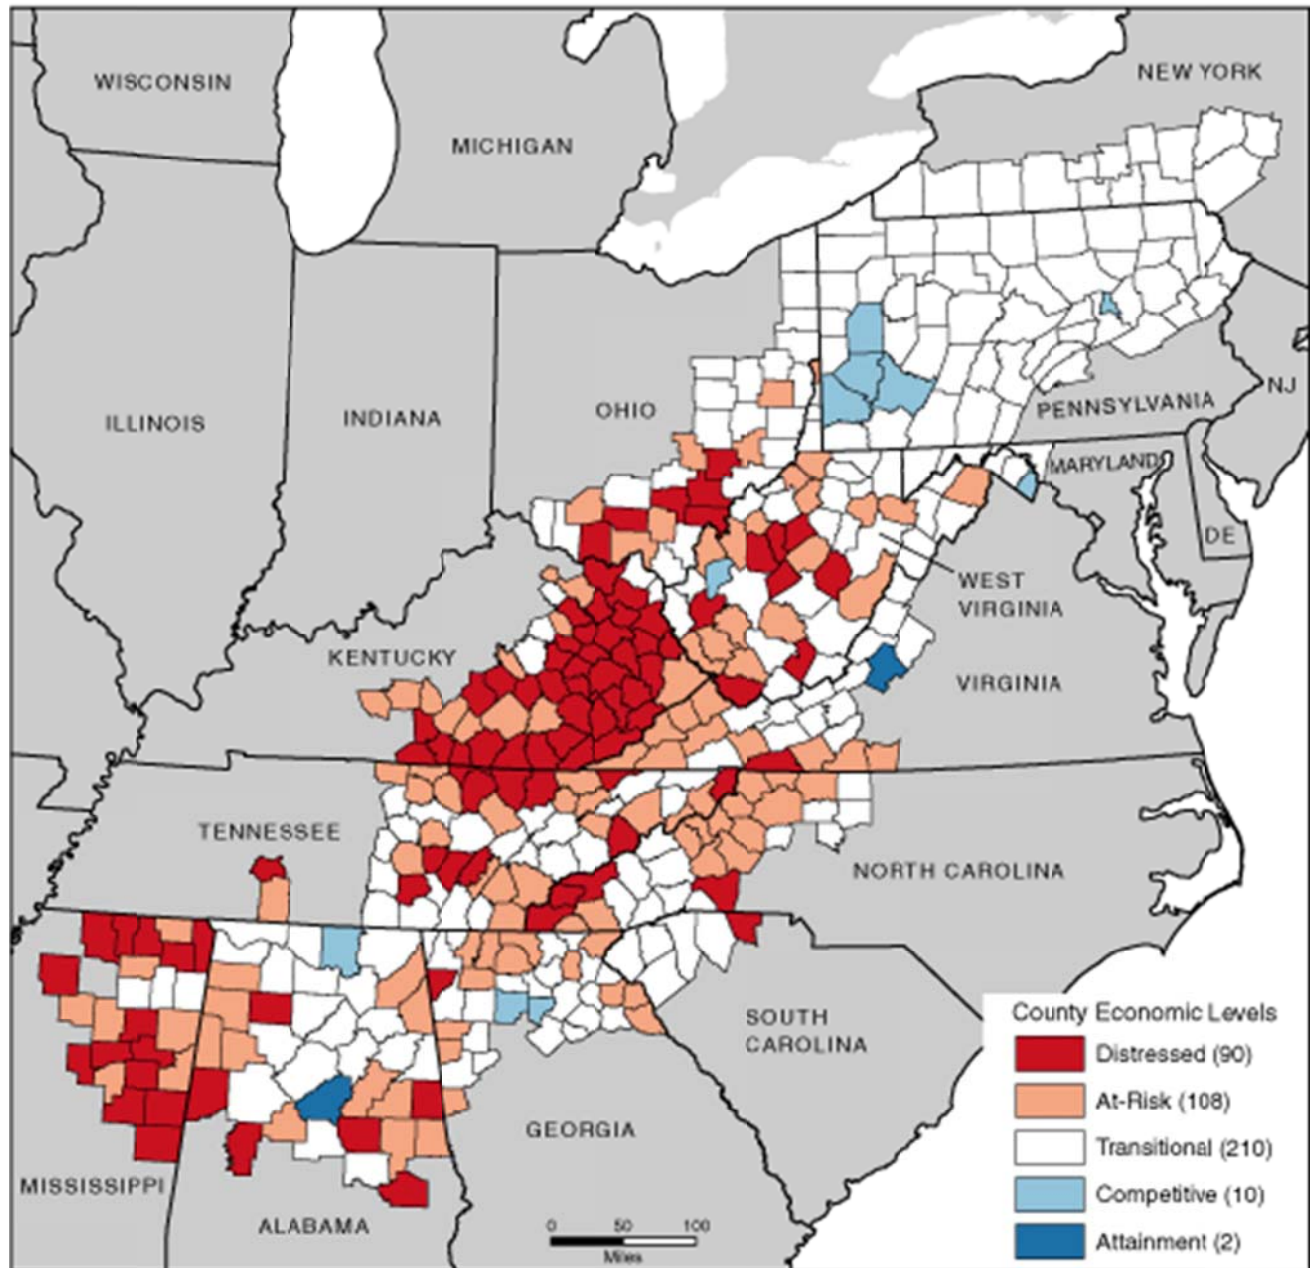 NEW YORK
WISCONSIN
MICHIGAN
NJ
PENNSYLVANIA
ILLINOIS
INDIANA
OHIO
MARYLAND
DE
WEST
VIRGINIA
KENTUCKY
VIRGINIA
TENNESSEE
NORTH CAROLINA
SOUTH
CAROLINA
GEORGIA
MISSISSIPPI
ALABAMA
0 50 100
Miles
County Economic Levels
Distressed (90)
At-Risk (108)
Transitional (210)
Competitive (10)
Attainment (2)